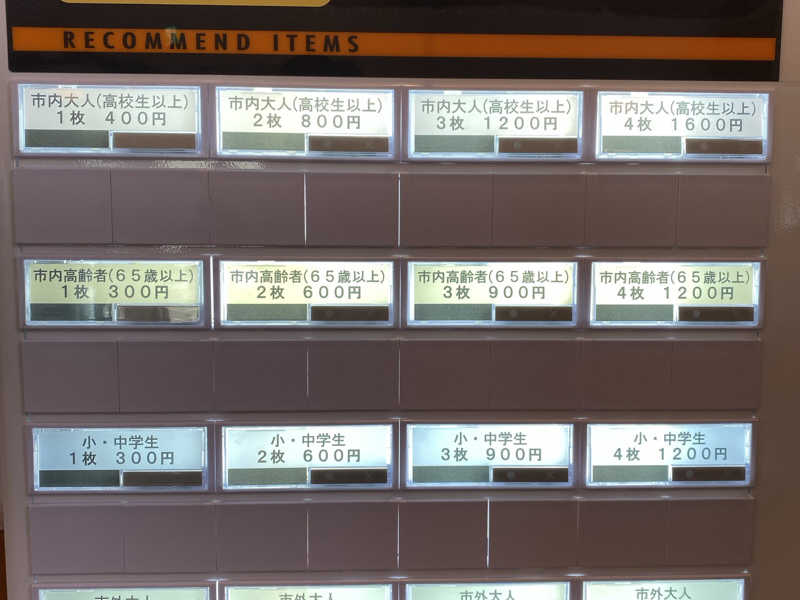 RECOMMEND ITEMS
市内大人(高校生以上)
1枚 400円
市内大人(高校生以上)
2枚 800円
市内大人(高校生以上)
3枚 1200円
市内大人(高校生以上)
4枚 1600円
市内高齢者(65歳以上)
1枚 300円
市内高齢者(65歳以上)
2枚 600円
市内高齢者(65歳以上)
3枚 900円
市内高齢者(65歳以上)
4枚 1200円
小・中学生
1枚 300円
小・中学生
2枚 600円
小・中学生
3枚 900円
小・中学生
4枚 1200円
市外大人
市外大人
市外大人
市外大人